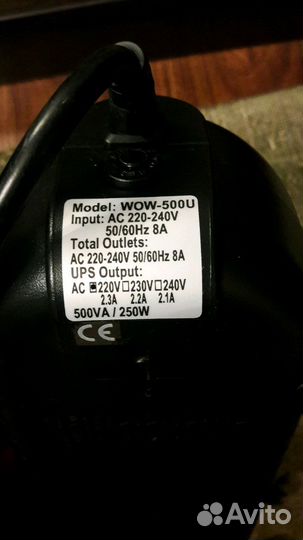 Model: WOW-500U
Input: AC 220-240V
50/60Hz 8A
Total Outlets:
AC 220-240V 50/60Hz 8A
UPS Output:
AC ☑220V☐230V☐240V
2.3A 2.2A 2.1A
500VA / 250W
CE
Avito